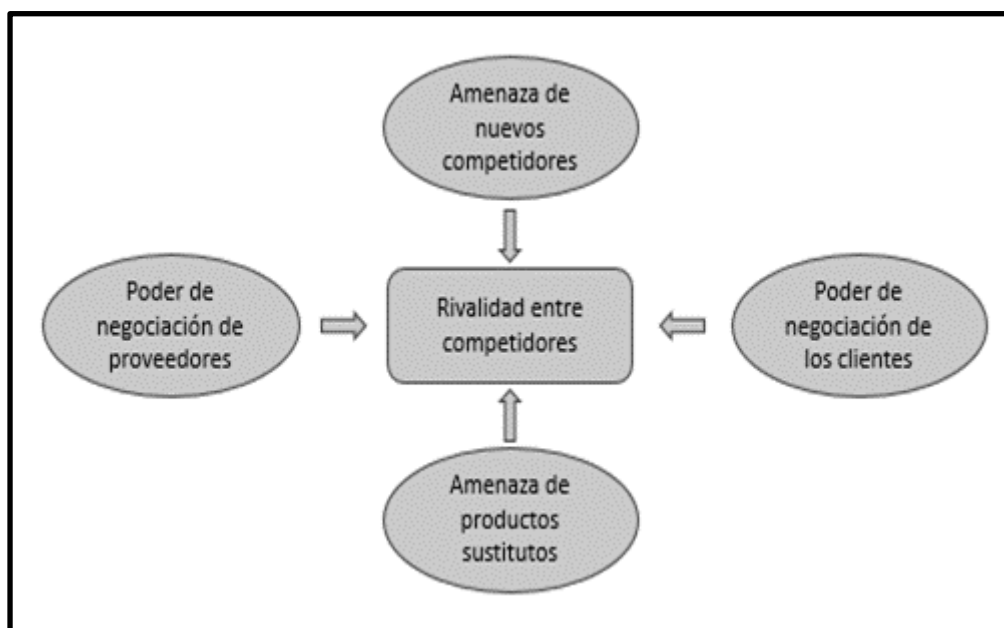 Amenaza de
nuevos
competidores
Poder de
negociación de
proveedores
Rivalidad entre
competidores
Poder de
negociación de
los clientes
Amenaza de
productos
sustitutos